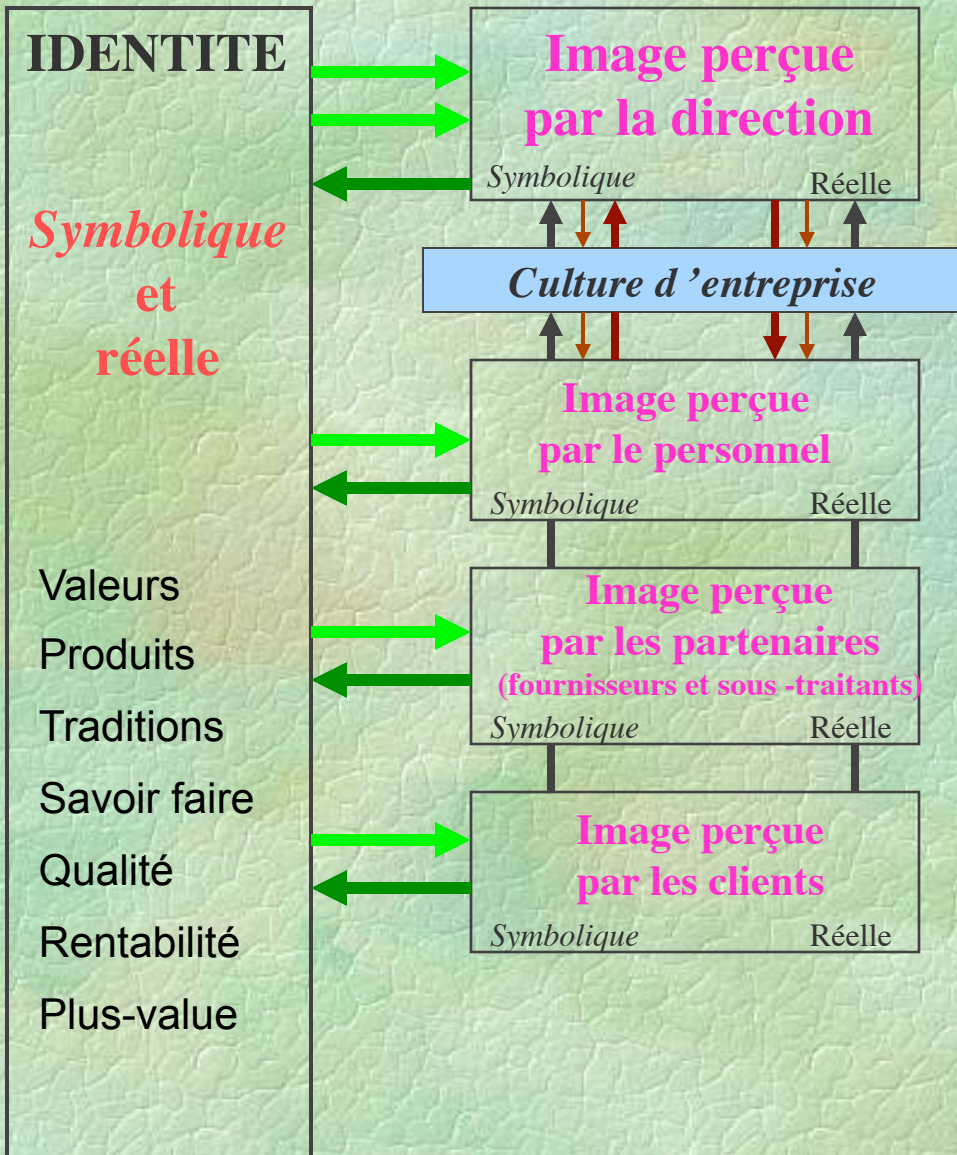 IDENTITE
Symbolique
et
réelle
Valeurs
Produits
Traditions
Savoir faire
Qualité
Rentabilité
Plus-value
Image perçue
par la direction
Symbolique Réelle
Culture d ’entreprise
Image perçue
par le personnel
Symbolique Réelle
Image perçue
par les partenaires
(fournisseurs et sous -traitants)
Symbolique Réelle
Image perçue
par les clients
Symbolique Réelle